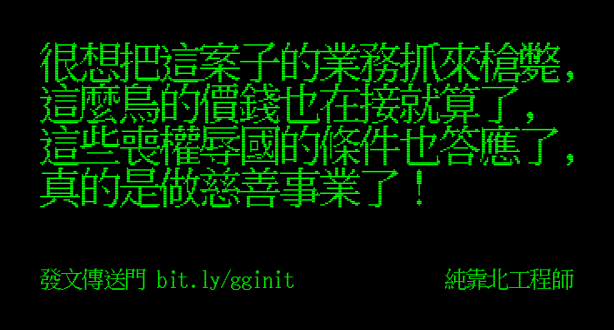 很想把這案子的業務抓來槍斃,
這麼鳥的價錢也在接就算了,
這些喪權辱國的條件也答應了,
真的是做慈善事業了!
發文傳送門 bit.ly/gginit
純靠北工程師